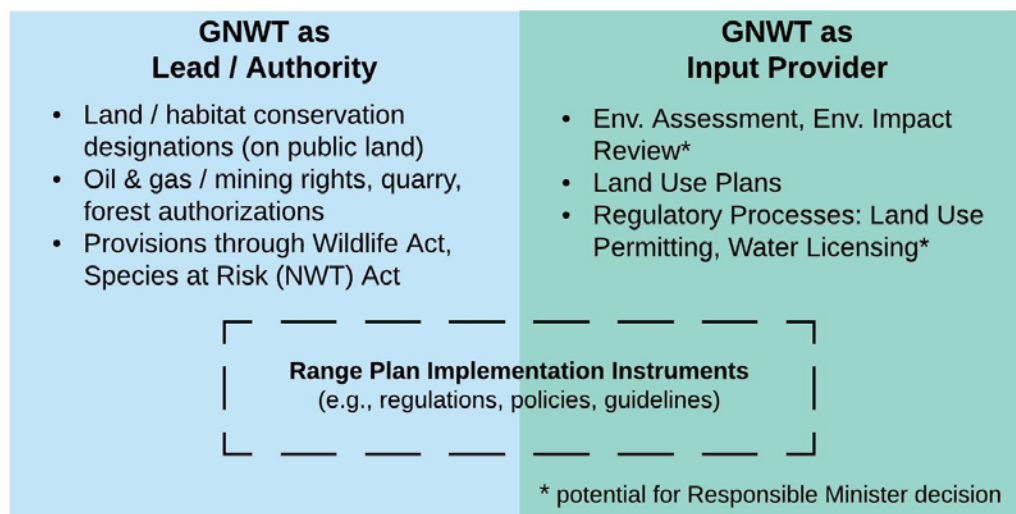 GNWT as
Lead / Authority
• Land / habitat conservation
designations (on public land)
• Oil & gas / mining rights, quarry,
forest authorizations
• Provisions through Wildlife Act,
Species at Risk (NWT) Act
GNWT as
Input Provider
• Env. Assessment, Env. Impact
Review*
• Land Use Plans
• Regulatory Processes: Land Use
Permitting, Water Licensing*
Range Plan Implementation Instruments
(e.g., regulations, policies, guidelines)
* potential for Responsible Minister decision